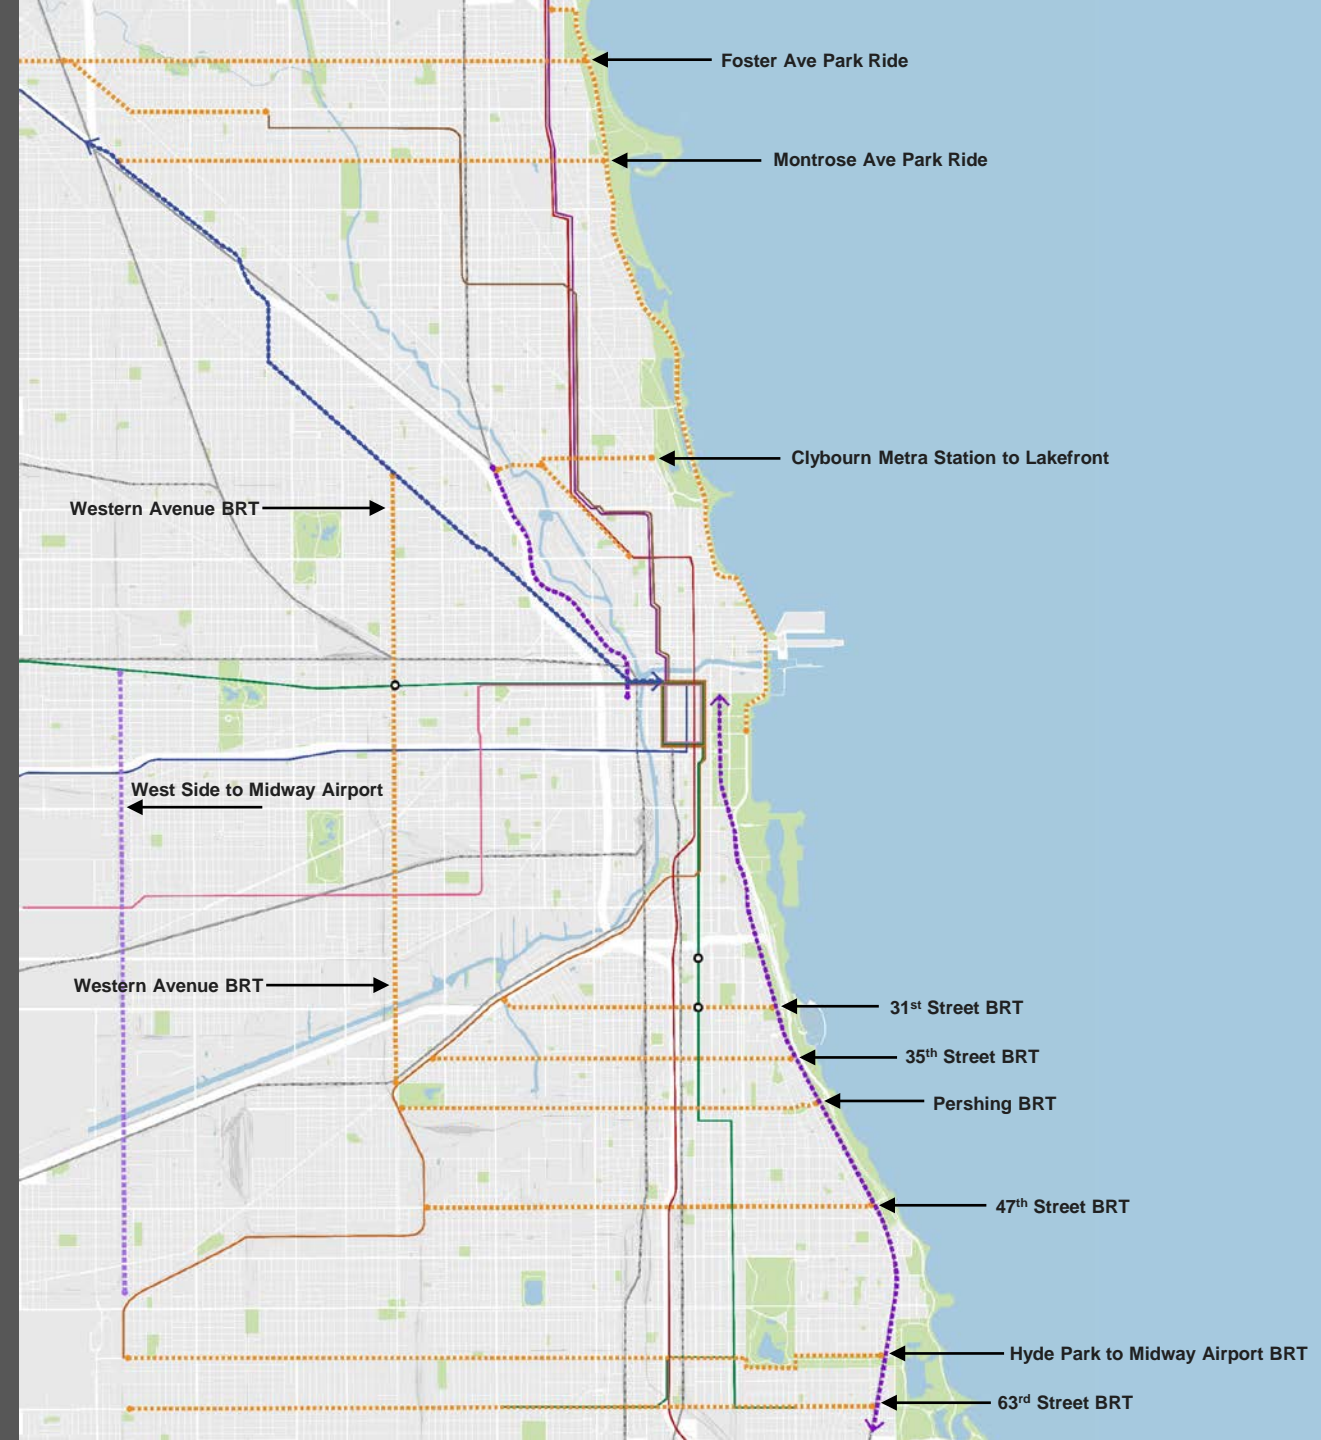 Foster Ave Park Ride
Montrose Ave Park Ride
Clybourn Metra Station to Lakefront
Western Avenue BRT
West Side to Midway Airport
Western Avenue BRT
31st Street BRT
35th Street BRT
Pershing BRT
47th Street BRT
Hyde Park to Midway Airport BRT
63rd Street BRT